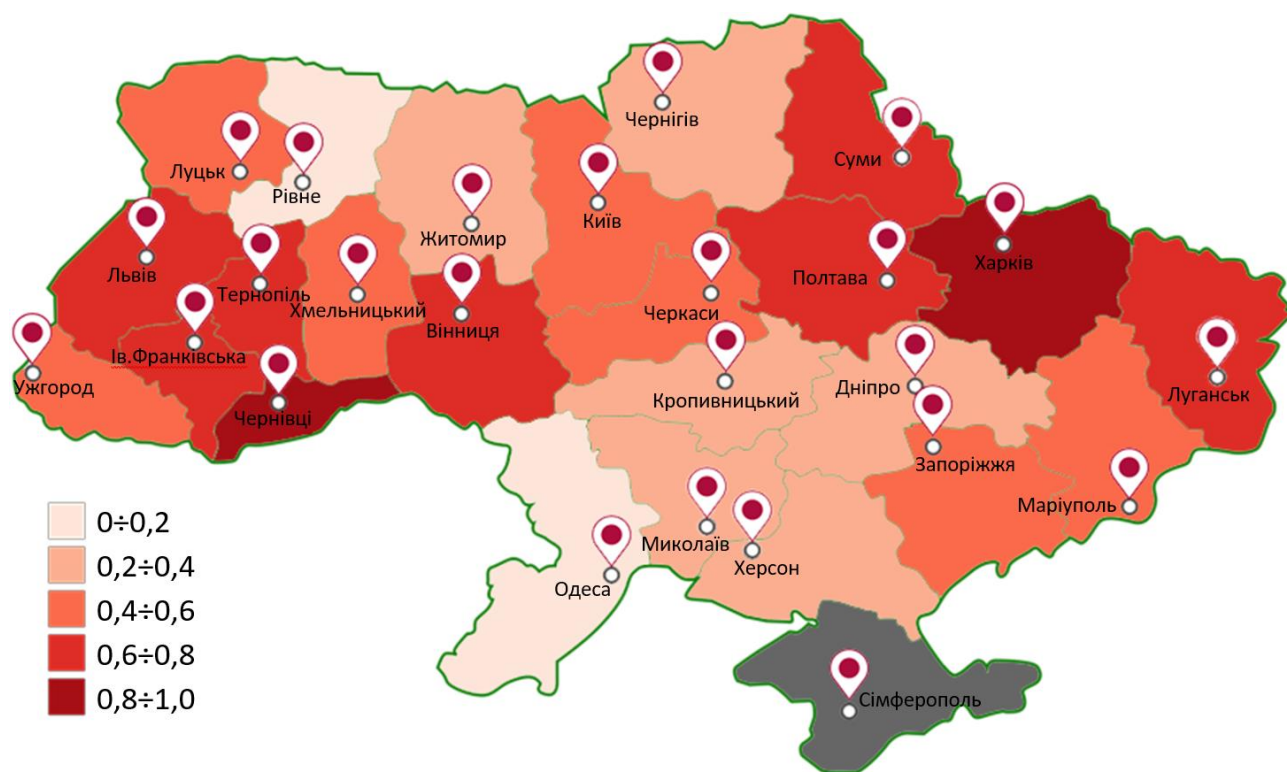 Чернігів
Суми
Луцьк
Рівне
Київ
Житомир
Харків
Львів
Полтава
Тернопіль
Хмельницький
Черкаси
Вінниця
Ів.Франківська
Ужгород
Чернівці
Кропивницький
Дніпро
Луганськ
Запоріжжя
Маріуполь
Миколаїв
Херсон
Одеса
Сімферополь
0÷0,2
0,2÷0,4
0,4÷0,6
0,6÷0,8
0,8÷1,0